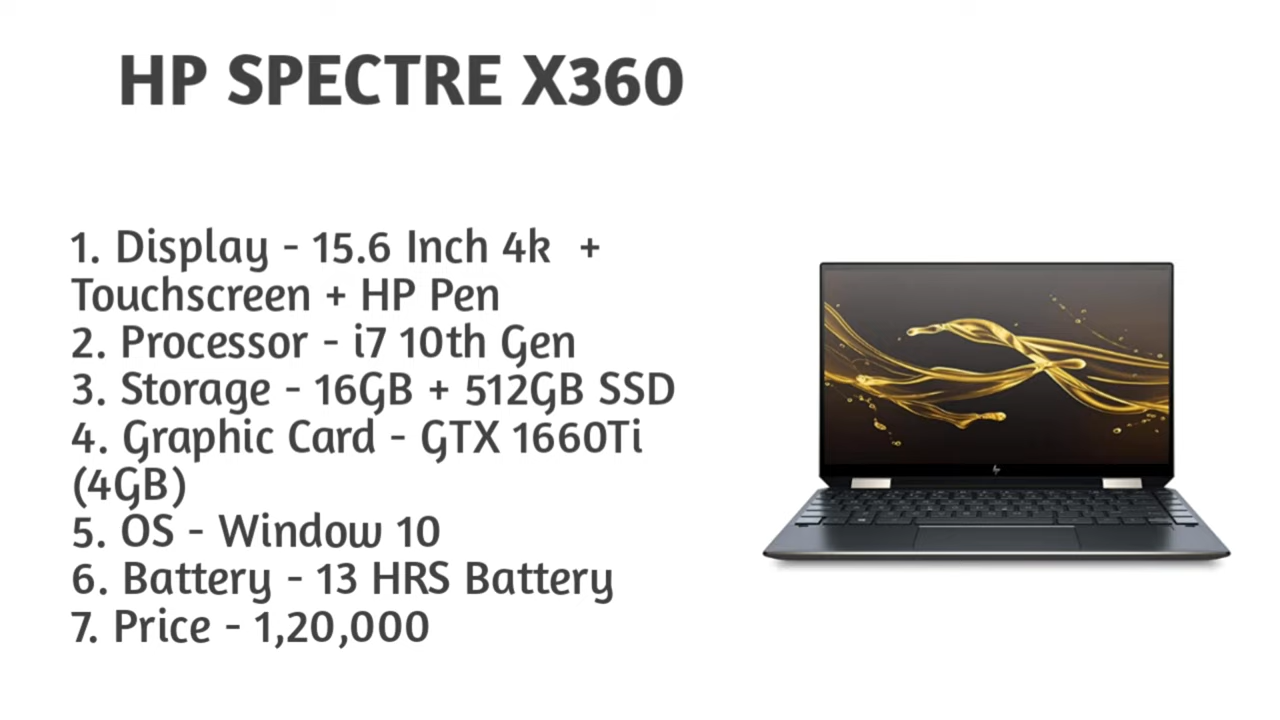 HP SPECTRE X360
1. Display - 15.6 Inch 4k +
Touchscreen + HP Pen
2. Processor - i7 10th Gen
3. Storage - 16GB + 512GB SSD
4. Graphic Card - GTX 1660Ti
(4GB)
5. OS - Window 10
6. Battery - 13 HRS Battery
7. Price - 1,20,000
hp